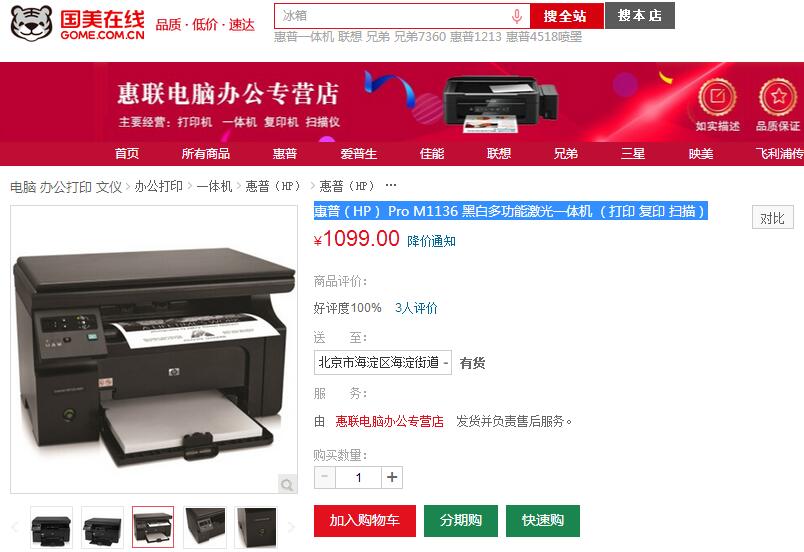 国美在线
GOME.COM.CN
品质 · 低价 · 速达
冰箱
搜全站
搜本店
惠普一体机 联想 兄弟 兄弟7360 惠普1213 惠普4518喷墨
惠联电脑办公专营店
主要经营：打印机 一体机 复印机 扫描仪
如实描述
品质保证
首页 所有商品 惠普 爱普生 佳能 联想 兄弟 三星 映美 飞利浦传
电脑 办公打印 文仪 > 办公打印 > 一体机 > 惠普（HP） > 惠普（HP） ···
惠普（HP） Pro M1136 黑白多功能激光一体机 （打印 复印 扫描）
对比
¥1099.00 降价通知
商品评价：
好评度100% 3人评价
送 至：
北京市海淀区海淀街道
有货
服 务：
由 惠联电脑办公专营店 发货并负责售后服务。
购买数量：
- 1 +
加入购物车
分期购
快速购